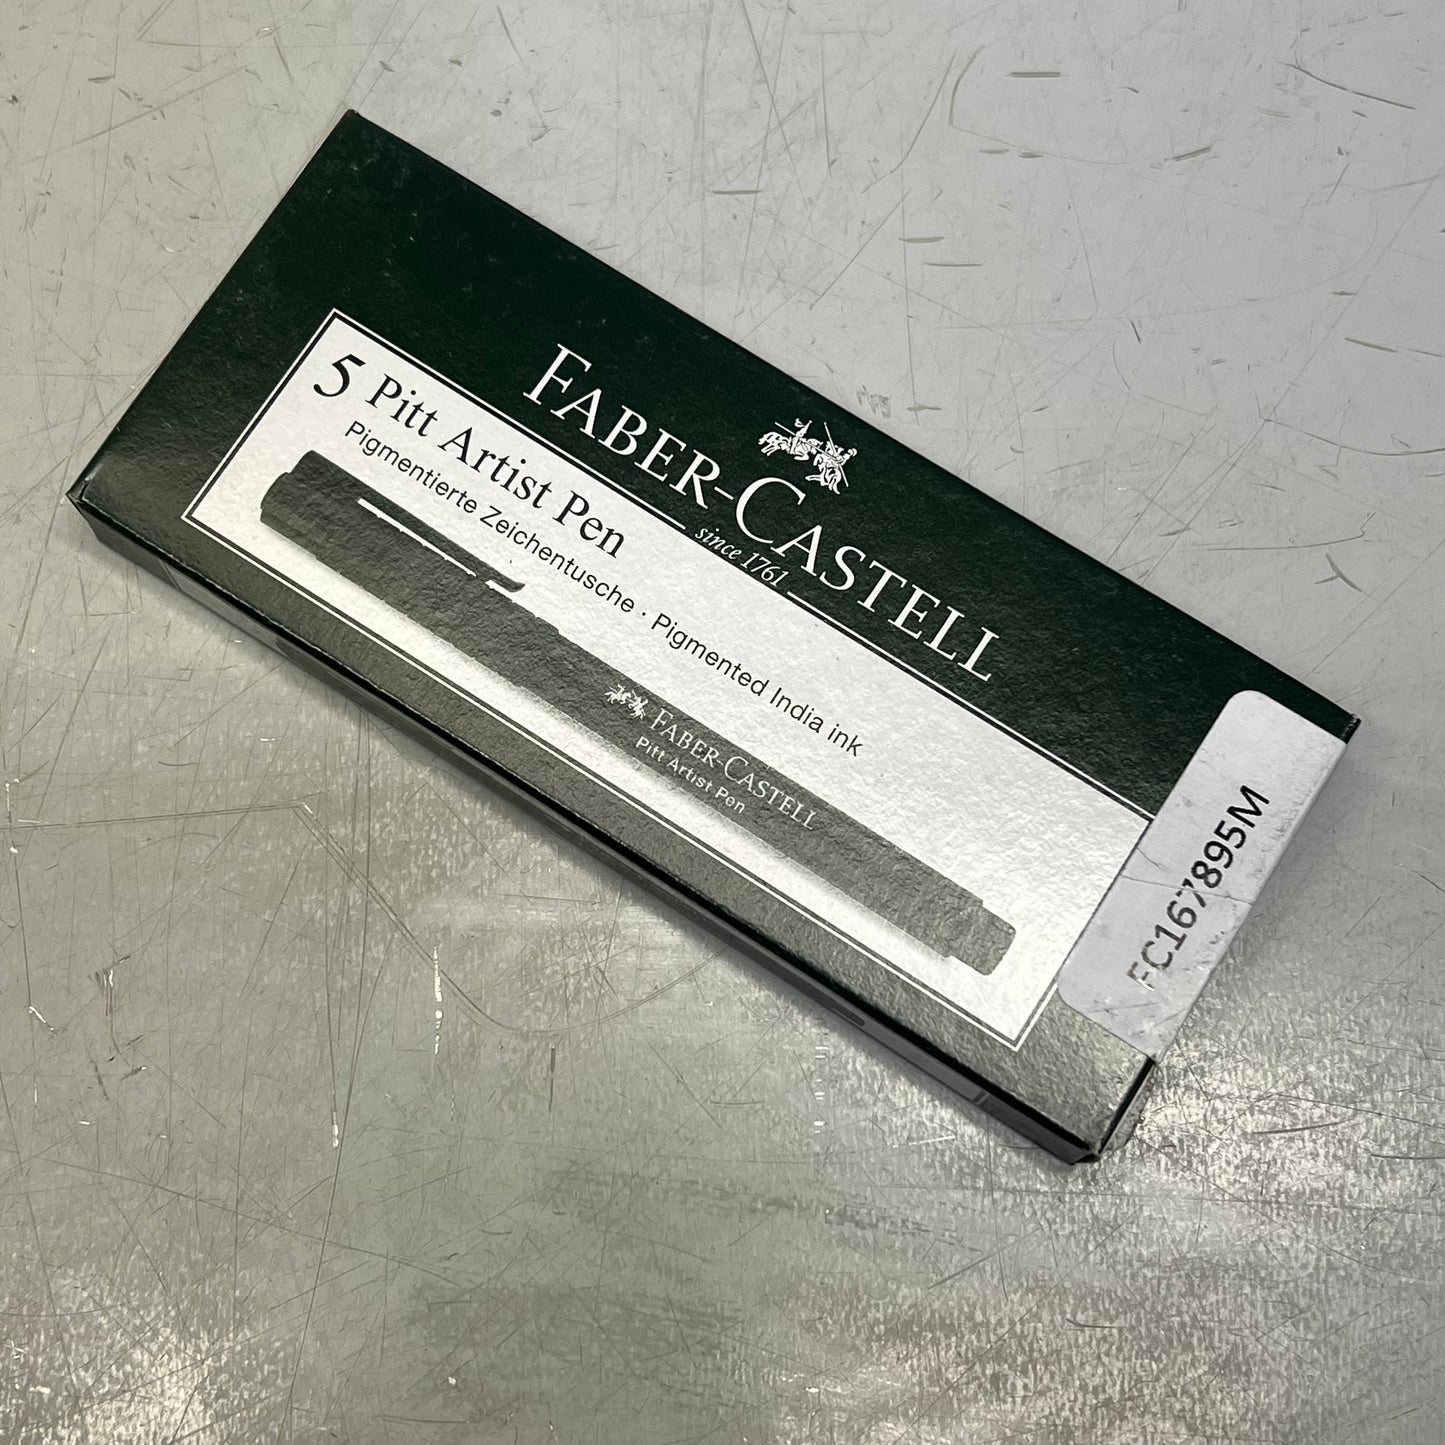 FABER-CASTELL
since 1761
5 Pitt Artist Pen
Pigmentierte Zeichentusche · Pigmented India ink
FABER-CASTELL
Pitt Artist Pen
FC167895M